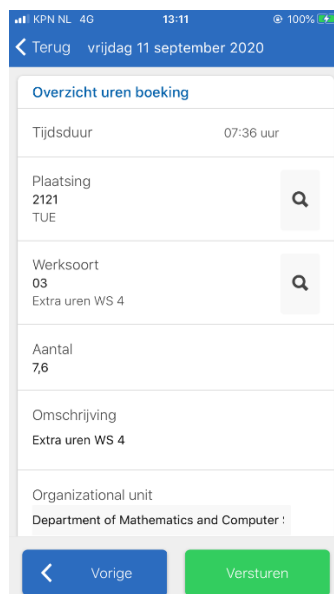 KPN NL 4G 13:11 100%
Terug vrijdag 11 september 2020
Overzicht uren boeking
Tijdsduur 07:36 uur
Plaatsing
2121
TUE
Werksoort
03
Extra uren WS 4
Aantal
7,6
Omschrijving
Extra uren WS 4
Organizational unit
Department of Mathematics and Computer
Vorige Versturen